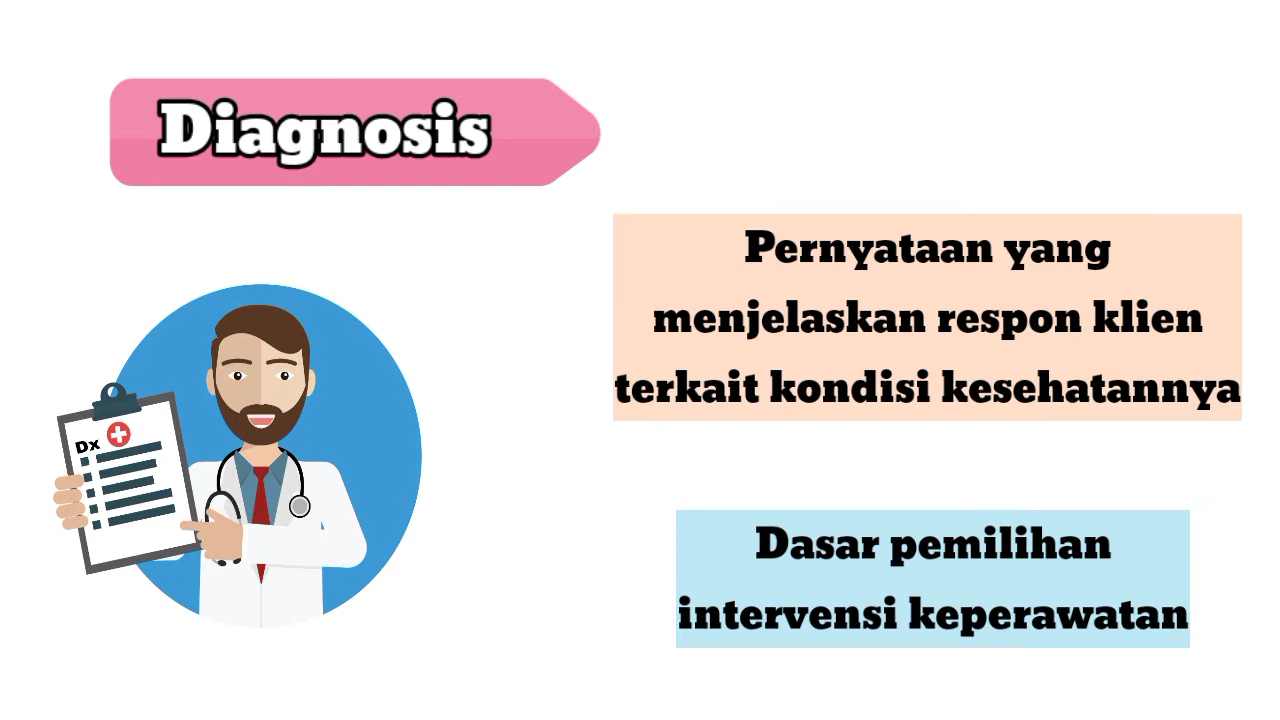 Diagnosis
Pernyataan yang
menjelaskan respon klien
terkait kondisi kesehatannya
Dx
Dasar pemilihan
intervensi keperawatan